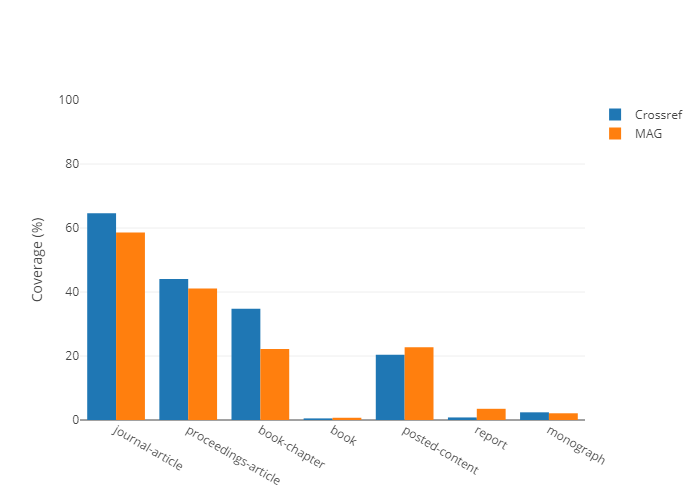 100
80
60
40
20
0
Coverage (%)
journal-article
proceedings-article
book-chapter
book
posted-content
report
monograph
Crossref
MAG